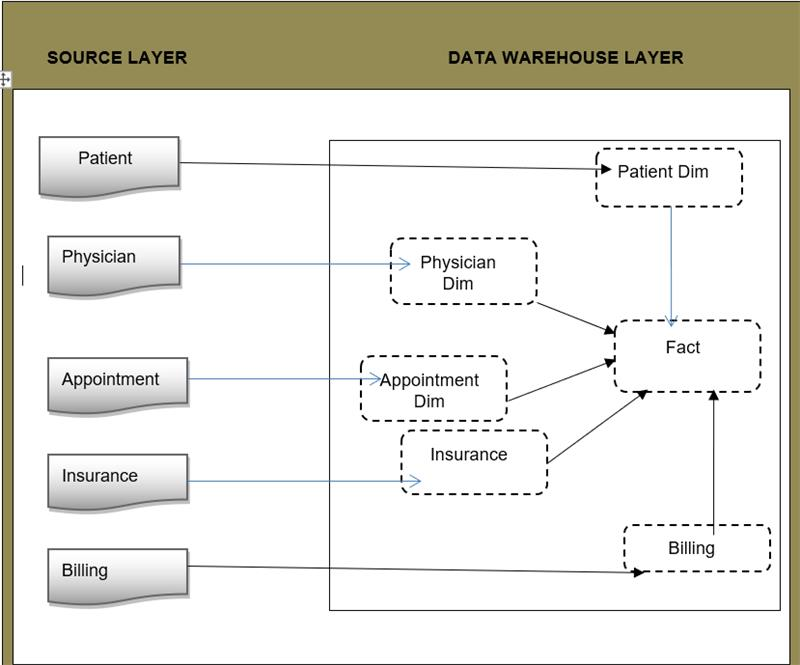 SOURCE LAYER
DATA WAREHOUSE LAYER
Patient
Patient Dim
Physician
Physician
Dim
Fact
Appointment
Appointment
Dim
Insurance
Insurance
Billing
Billing